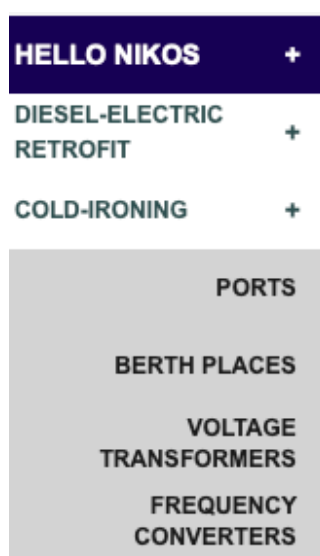 HELLO NIKOS +
DIESEL-ELECTRIC
RETROFIT +
COLD-IRONING +
PORTS
BERTH PLACES
VOLTAGE
TRANSFORMERS
FREQUENCY
CONVERTERS